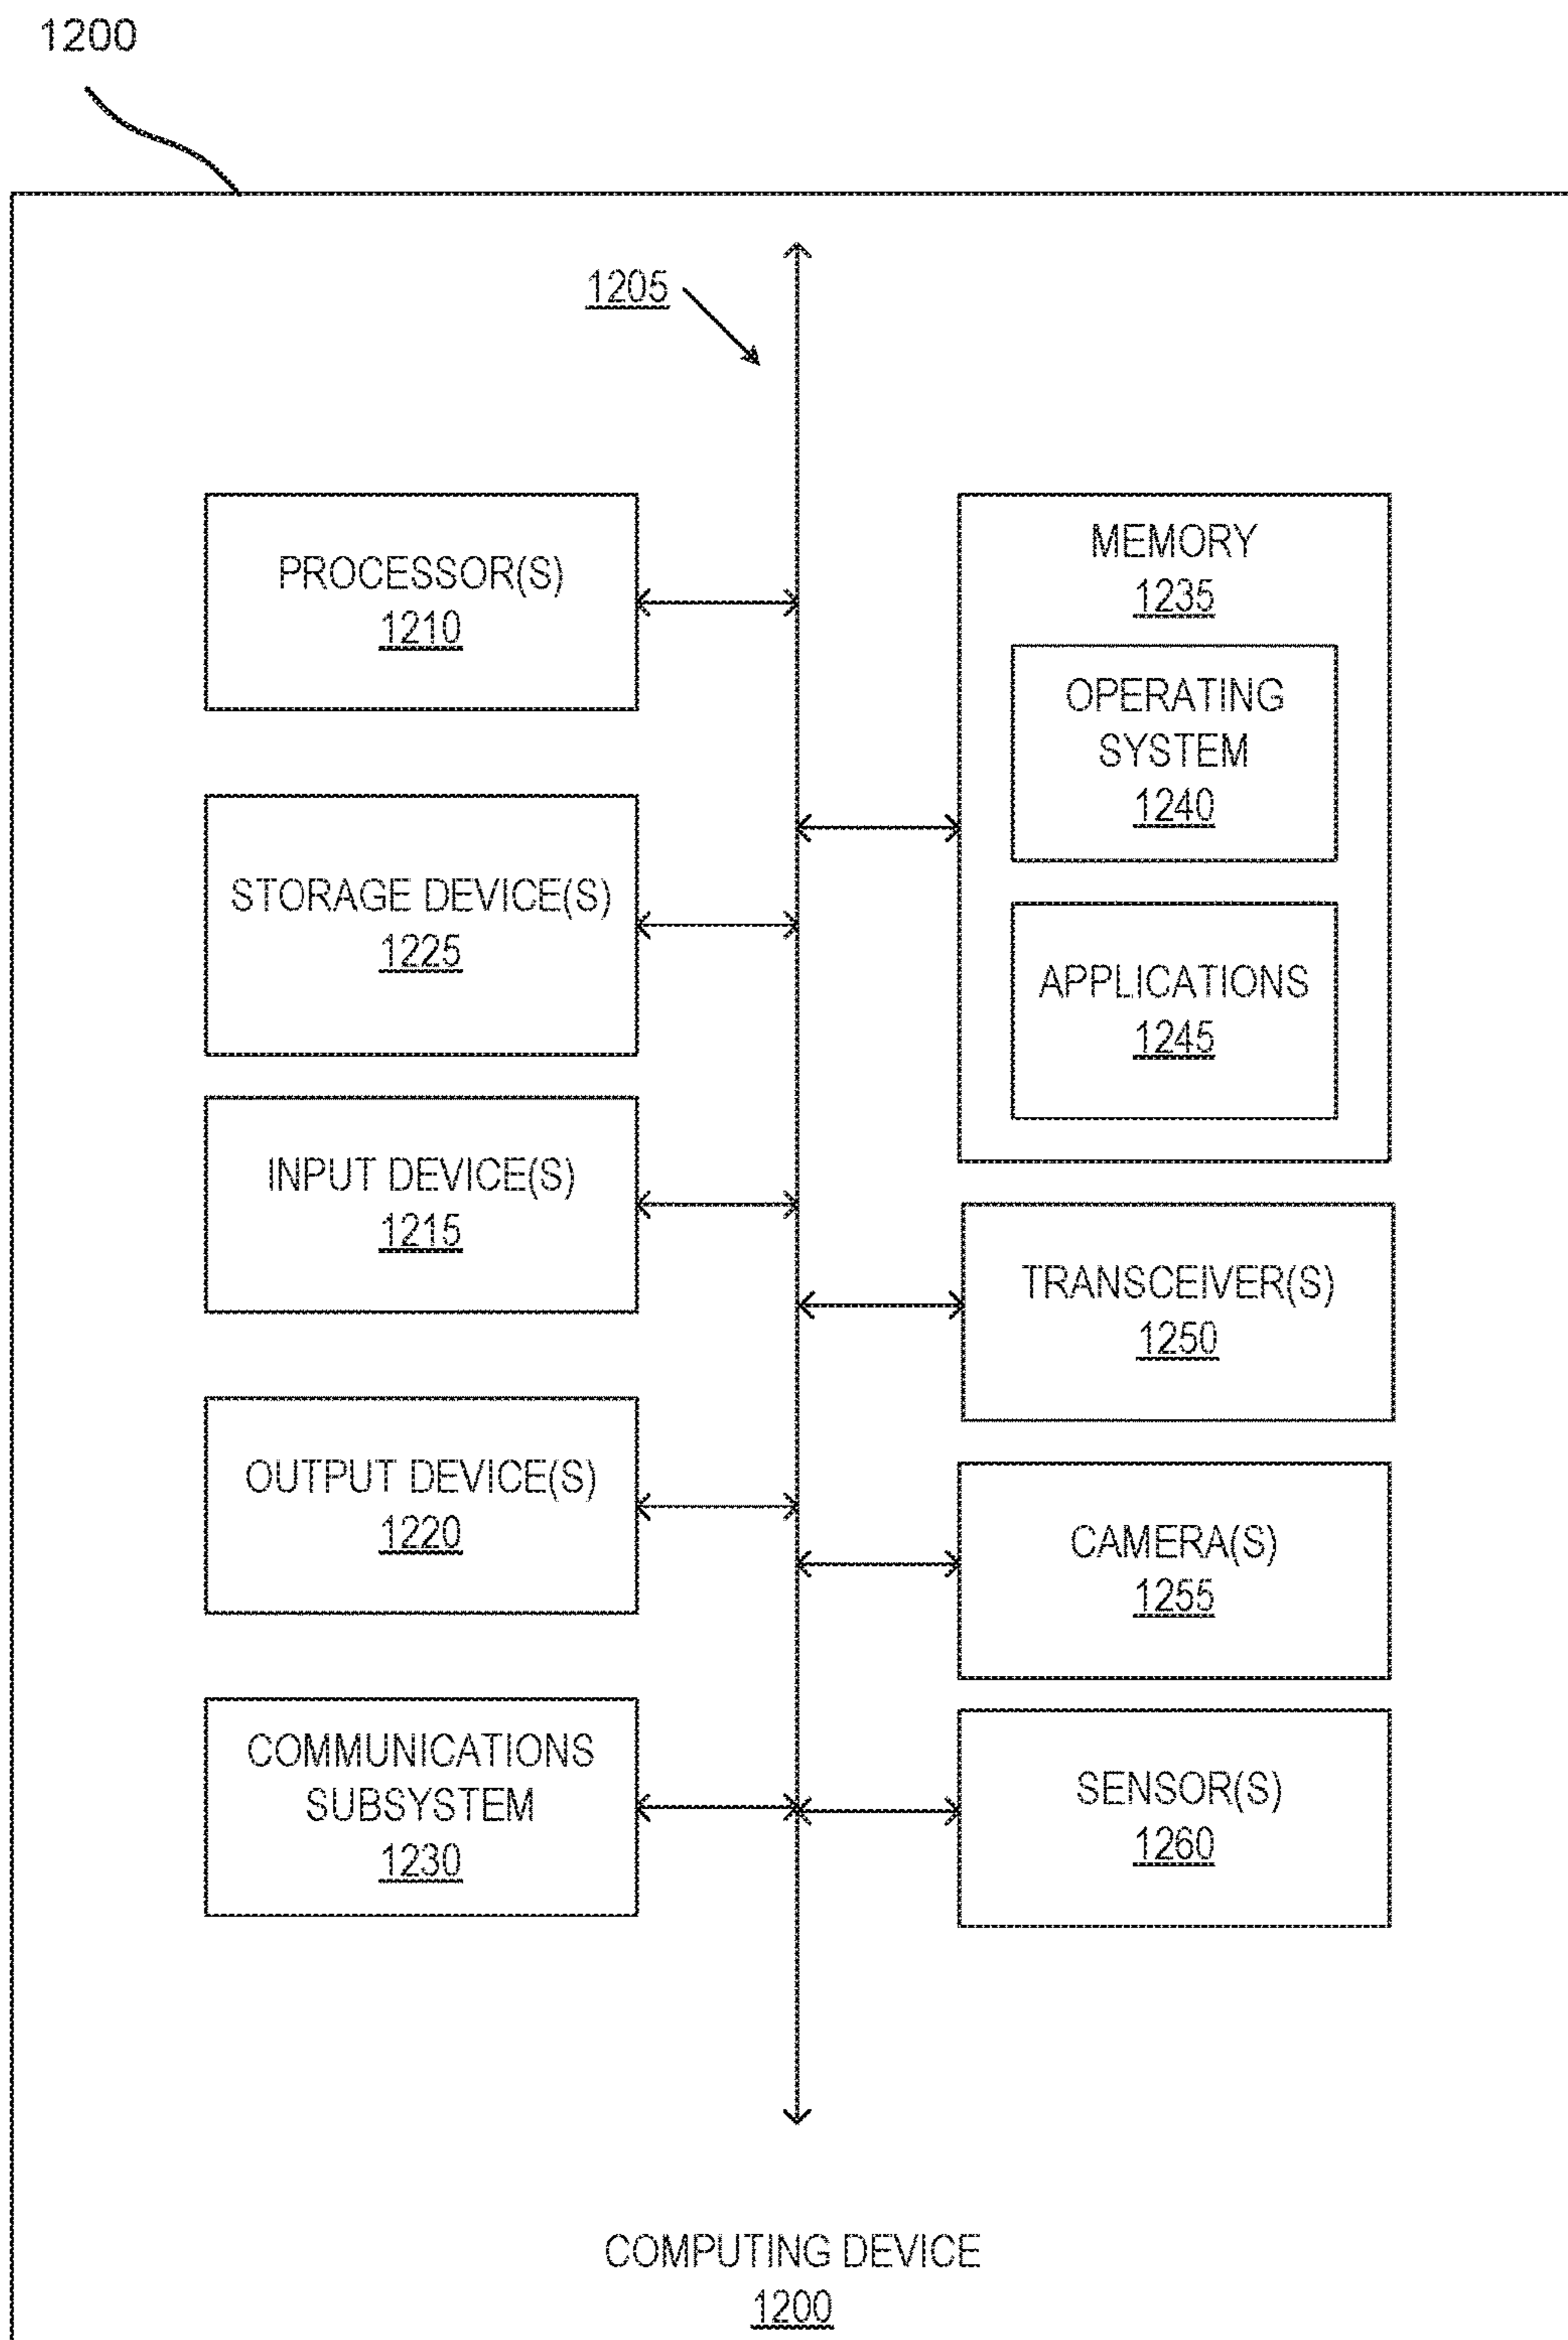 1200
1205
PROCESSOR(S)
1210
STORAGE DEVICE(S)
1225
INPUT DEVICE(S)
1215
OUTPUT DEVICE(S)
1220
COMMUNICATIONS
SUBSYSTEM
1230
MEMORY
1235
OPERATING
SYSTEM
1240
APPLICATIONS
1245
TRANSCEIVER(S)
1250
CAMERA(S)
1255
SENSOR(S)
1260
COMPUTING DEVICE
1200